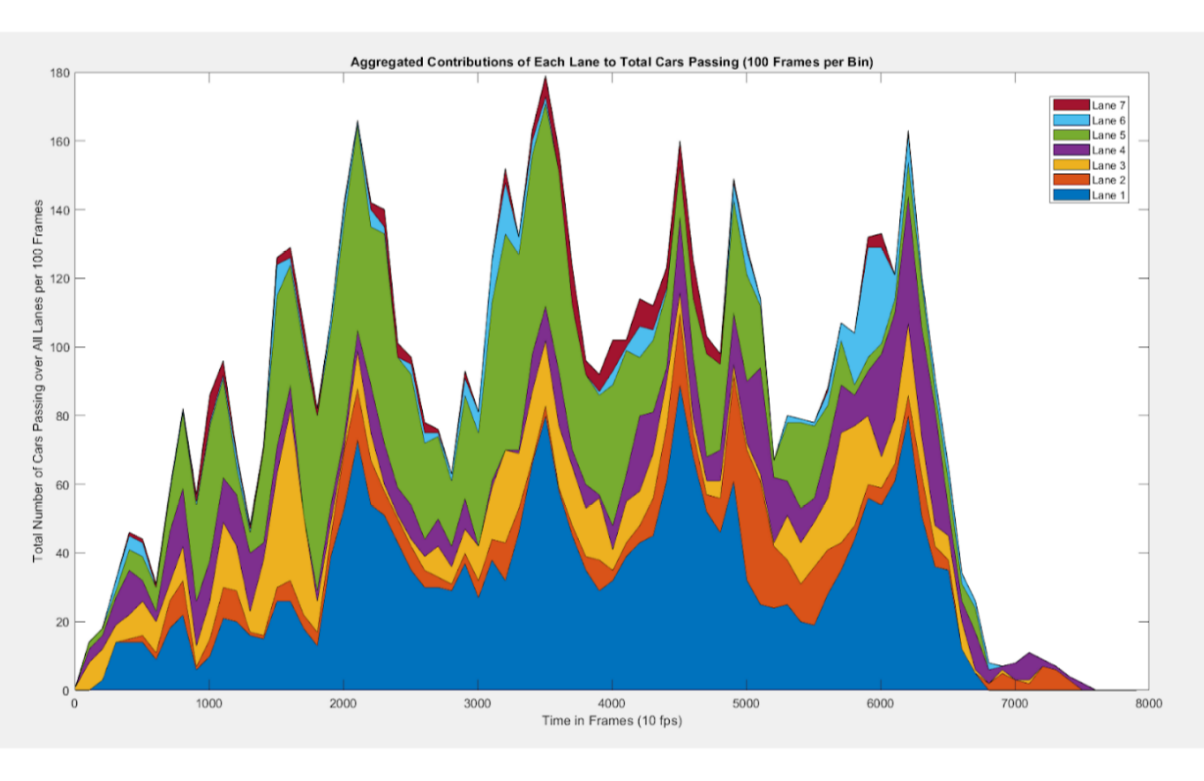 Aggregated Contributions of Each Lane to Total Cars Passing (100 Frames per Bin)
180
160
140
120
100
80
60
40
20
0
Total Number of Cars Passing over All Lanes per 100 Frames
Lane 7
Lane 6
Lane 5
Lane 4
Lane 3
Lane 2
Lane 1
0 1000 2000 3000 4000 5000 6000 7000 8000
Time in Frames (10 fps)